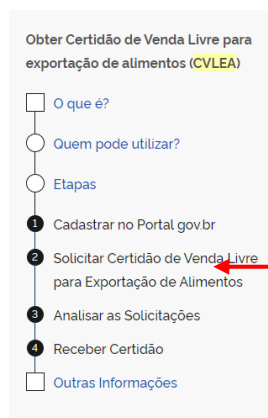 Obter Certidão de Venda Livre para
exportação de alimentos (CVLEA)
O que é?
Quem pode utilizar?
Etapas
1 Cadastrar no Portal gov.br
2 Solicitar Certidão de Venda Livre
para Exportação de Alimentos
3 Analisar as Solicitações
4 Receber Certidão
Outras Informações